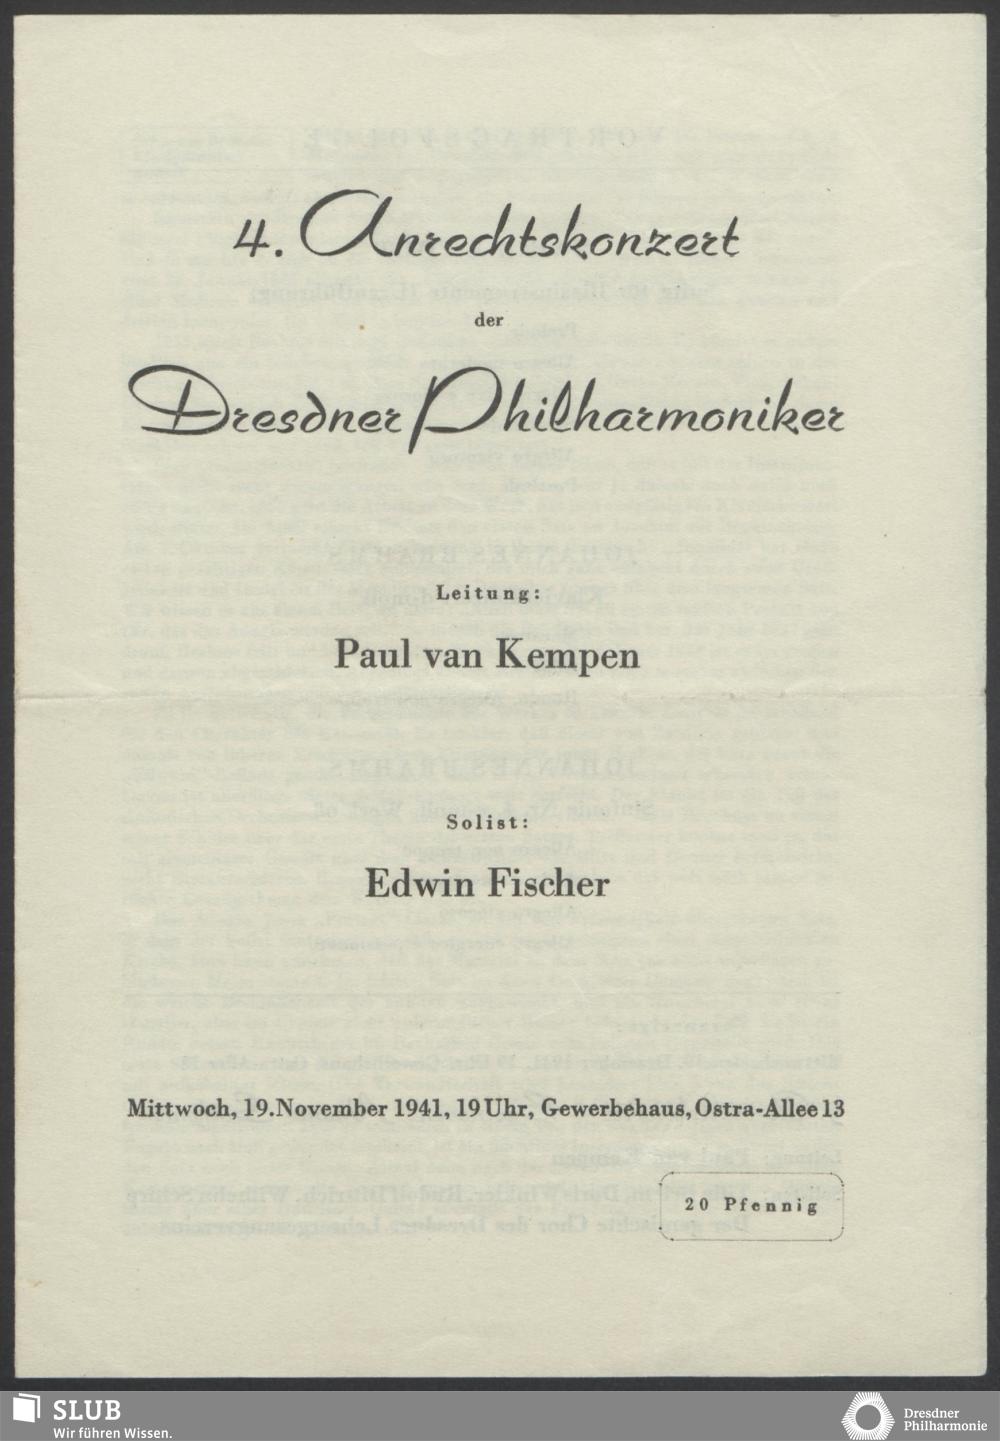 4. Anrechtskonzert
der
Dresdner Philharmoniker
Leitung:
Paul van Kempen
Solist:
Edwin Fischer
Mittwoch, 19. November 1941, 19 Uhr, Gewerbehaus, Ostra-Allee 13
20 Pfennig
SLUB
Wir führen Wissen.
Dresdner
Philharmonie